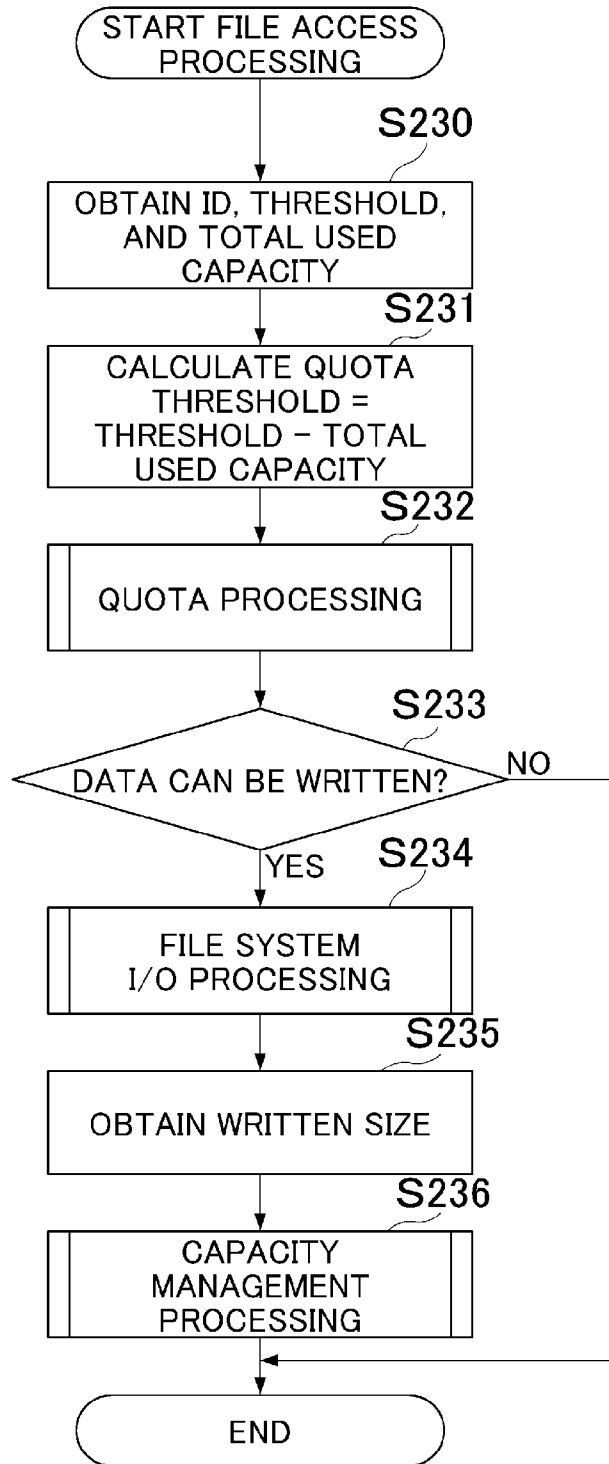 START FILE ACCESS
PROCESSING
S230
OBTAIN ID, THRESHOLD,
AND TOTAL USED
CAPACITY
S231
CALCULATE QUOTA
THRESHOLD =
THRESHOLD – TOTAL
USED CAPACITY
S232
QUOTA PROCESSING
S233
DATA CAN BE WRITTEN?
NO
YES
S234
FILE SYSTEM
I/O PROCESSING
S235
OBTAIN WRITTEN SIZE
S236
CAPACITY
MANAGEMENT
PROCESSING
END